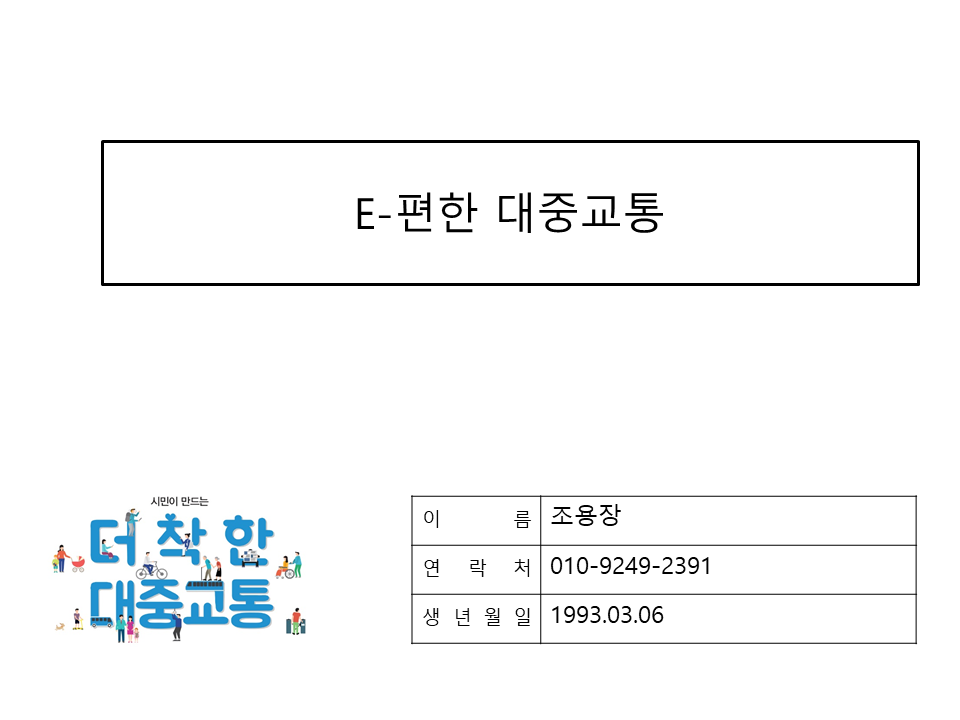 E-편한 대중교통
시민이 만드는
더 착한
대중교통
이 름 조용장
연 락 처 010-9249-2391
생 년 월 일 1993.03.06